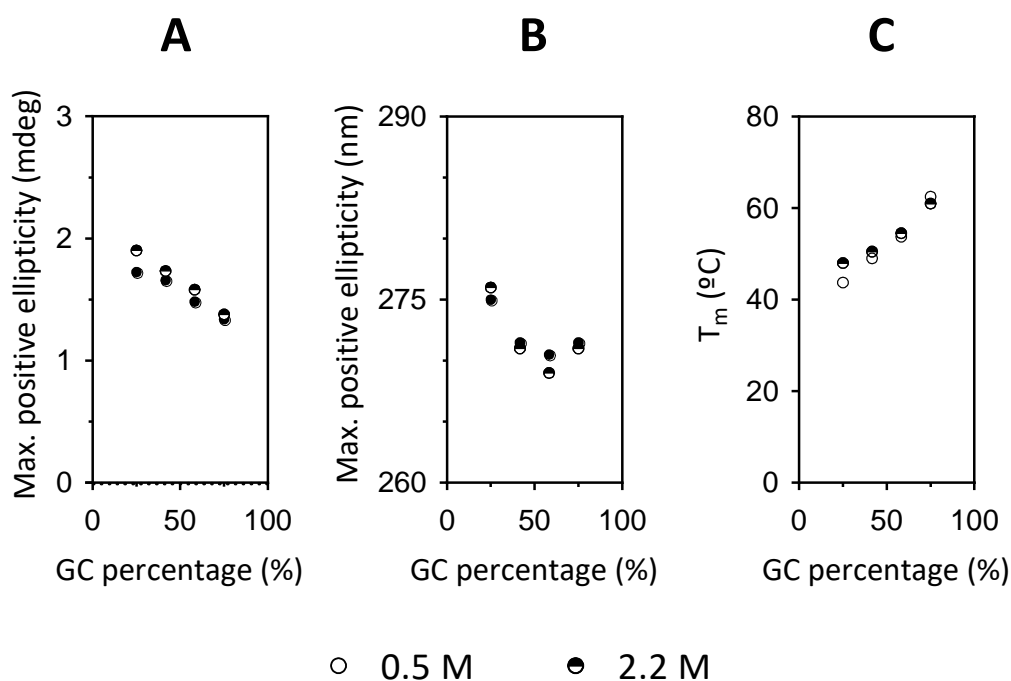 A
B
C
Max. positive ellipticity (mdeg)
3
2
1
0
0
50
100
GC percentage (%)
Max. positive ellipticity (nm)
290
275
260
0
50
100
GC percentage (%)
Tm (ºC)
80
60
40
20
0
0
50
100
GC percentage (%)
0.5 M
2.2 M